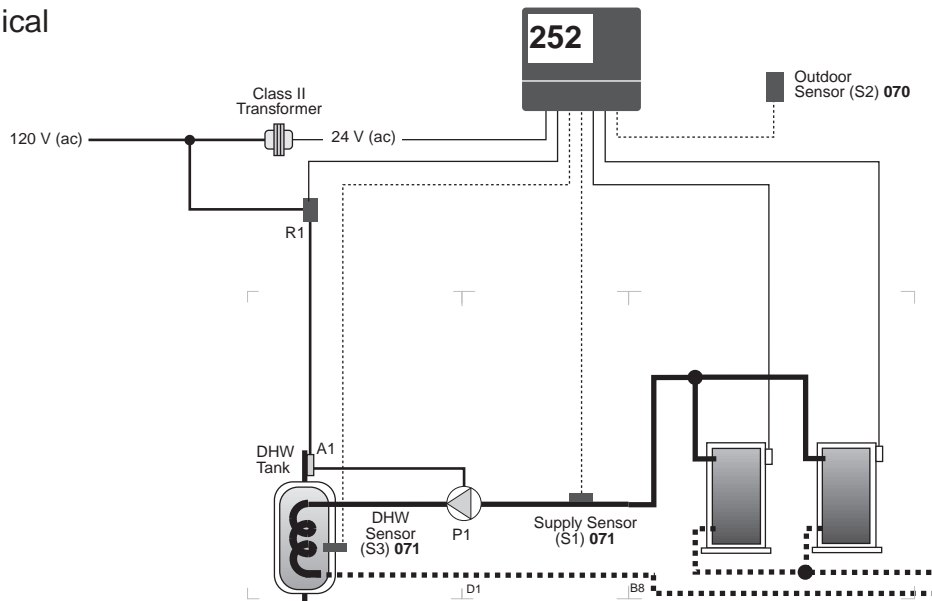 ical
252
Outdoor
Sensor (S2) 070
Class II
Transformer
120 V (ac)
24 V (ac)
R1
DHW
Tank
A1
DHW
Sensor
(S3) 071
P1
Supply Sensor
(S1) 071
D1
B8